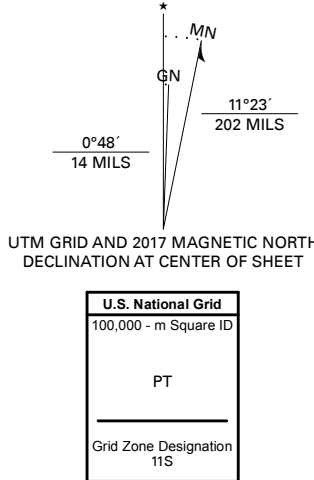 ★
MN
GN
0°48´
14 MILS
11°23´
202 MILS
UTM GRID AND 2017 MAGNETIC NORTH
DECLINATION AT CENTER OF SHEET
U.S. National Grid
100,000 - m Square ID
PT
Grid Zone Designation
11S